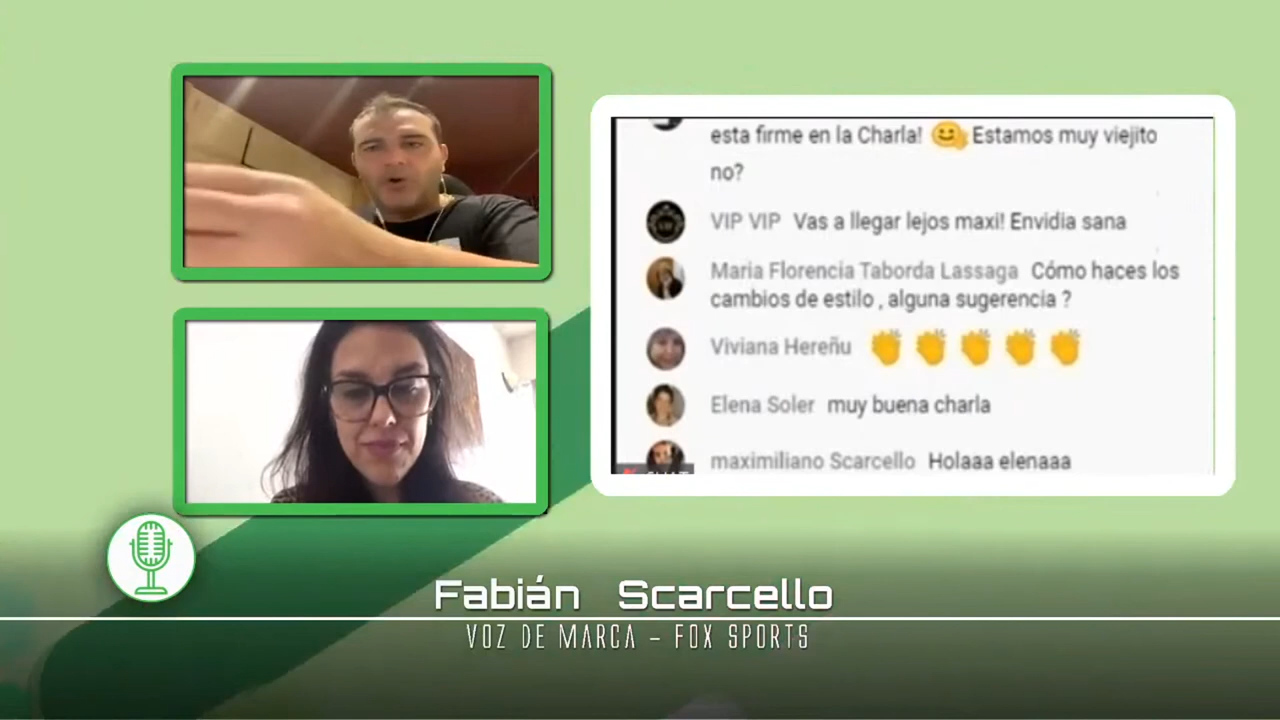 esta firme en la Charla! 🤗 Estamos muy viejito
no?
VIP VIP Vas a llegar lejos maxi! Envidia sana
Maria Florencia Taborda Lassaga Cómo haces los
cambios de estilo , alguna sugerencia ?
Viviana Hereñu 👏 👏 👏 👏 👏
Elena Soler muy buena charla
maximiliano Scarcello Holaaa elenaaa
Fabián Scarcello
VOZ DE MARCA - FOX SPORTS